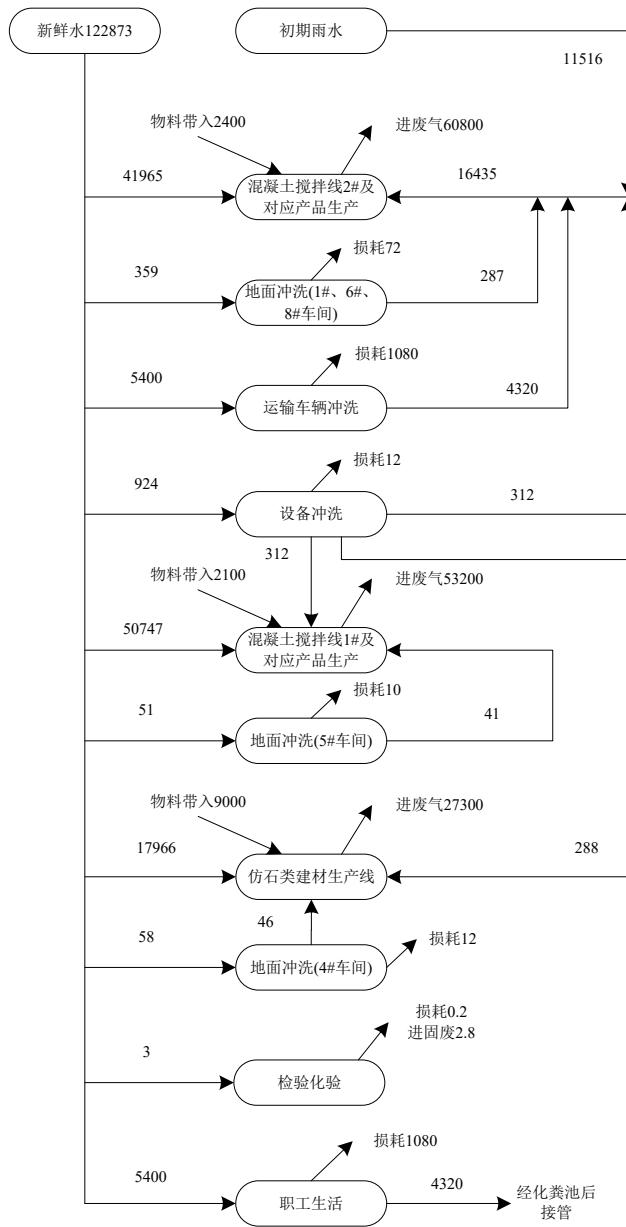 新鲜水122873
初期雨水
11516
物料带入2400
进废气60800
41965
混凝土搅拌线2#及
对应产品生产
16435
损耗72
359
地面冲洗(1#、6#、
8#车间)
287
损耗1080
5400
运输车辆冲洗
4320
损耗12
924
设备冲洗
312
312
物料带入2100
进废气53200
50747
混凝土搅拌线1#及
对应产品生产
损耗10
51
地面冲洗(5#车间)
41
物料带入9000
进废气27300
17966
仿石类建材生产线
288
46
58
地面冲洗(4#车间)
损耗12
损耗0.2
进固废2.8
3
检验化验
损耗1080
5400
职工生活
4320
经化粪池后
接管